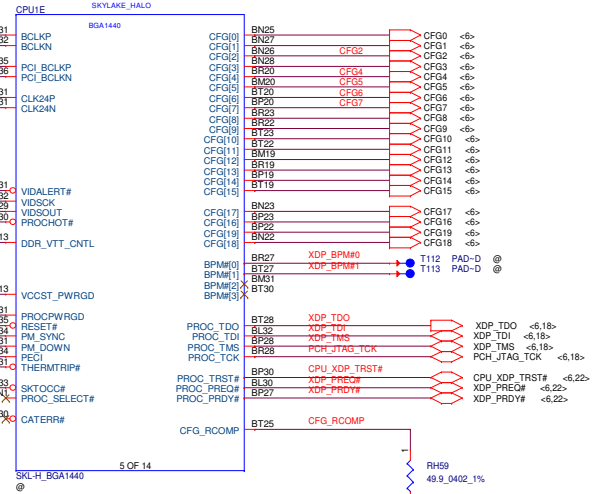 CPU1E SKYLAKE_HALO
BGA1440
BCLKP CFG[0] BN25 CFG0 <6>
BCLKN CFG[1] BN27 CFG1 <6>
CFG[2] BN26 CFG2 CFG2 <6>
PCI_BCLKP CFG[3] BN28 CFG3 <6>
PCI_BCLKN CFG[4] BR20 CFG4 CFG4 <6>
CFG[5] BM20 CFG5 CFG5 <6>
CLK24P CFG[6] BT20 CFG6 CFG6 <6>
CLK24N CFG[7] BP20 CFG7 CFG7 <6>
CFG[8] BR23 CFG8 <6>
CFG[9] BR22 CFG9 <6>
CFG[10] BT23 CFG10 <6>
CFG[11] BT22 CFG11 <6>
CFG[12] BM19 CFG12 <6>
CFG[13] BR19 CFG13 <6>
CFG[14] BP19 CFG14 <6>
VIDALERT# CFG[15] BT19 CFG15 <6>
VIDSCK
VIDSOUT CFG[17] BN23 CFG17 <6>
PROCHOT# CFG[16] BP23 CFG16 <6>
CFG[19] BP22 CFG19 <6>
13 DDR_VTT_CNTL CFG[18] BN22 CFG18 <6>
BPM#[0] BR27 XDP_BPM#0 T112 PAD~D @
BPM#[1] BT27 XDP_BPM#1 T113 PAD~D
BPM#[2] BM31
13 VCCST_PWRGD BPM#[3] BT30
PROCPWRGD
RESET# PROC_TDO BT28 XDP_TDO XDP_TDO <6,18>
PM_SYNC PROC_TDI BL32 XDP_TDI XDP_TDI <6,18>
PM_DOWN PROC_TMS BP28 XDP_TMS XDP_TMS <6,18>
PECI PROC_TCK BR28 PCH_JTAG_TCK PCH_JTAG_TCK <6,18>
THERMTRIP#
PROC_TRST# BP30 CPU_XDP_TRST# CPU_XDP_TRST# <6,22>
SKTOCC# PROC_PREQ# BL30 XDP_PREQ# XDP_PREQ# <6,22>
PROC_SELECT# PROC_PRDY# BP27 XDP_PRDY# XDP_PRDY# <6,22>
CATERR#
CFG_RCOMP BT25 CFG_RCOMP
1
5 OF 14 RH59
SKL-H_BGA1440 49.9_0402_1%
@